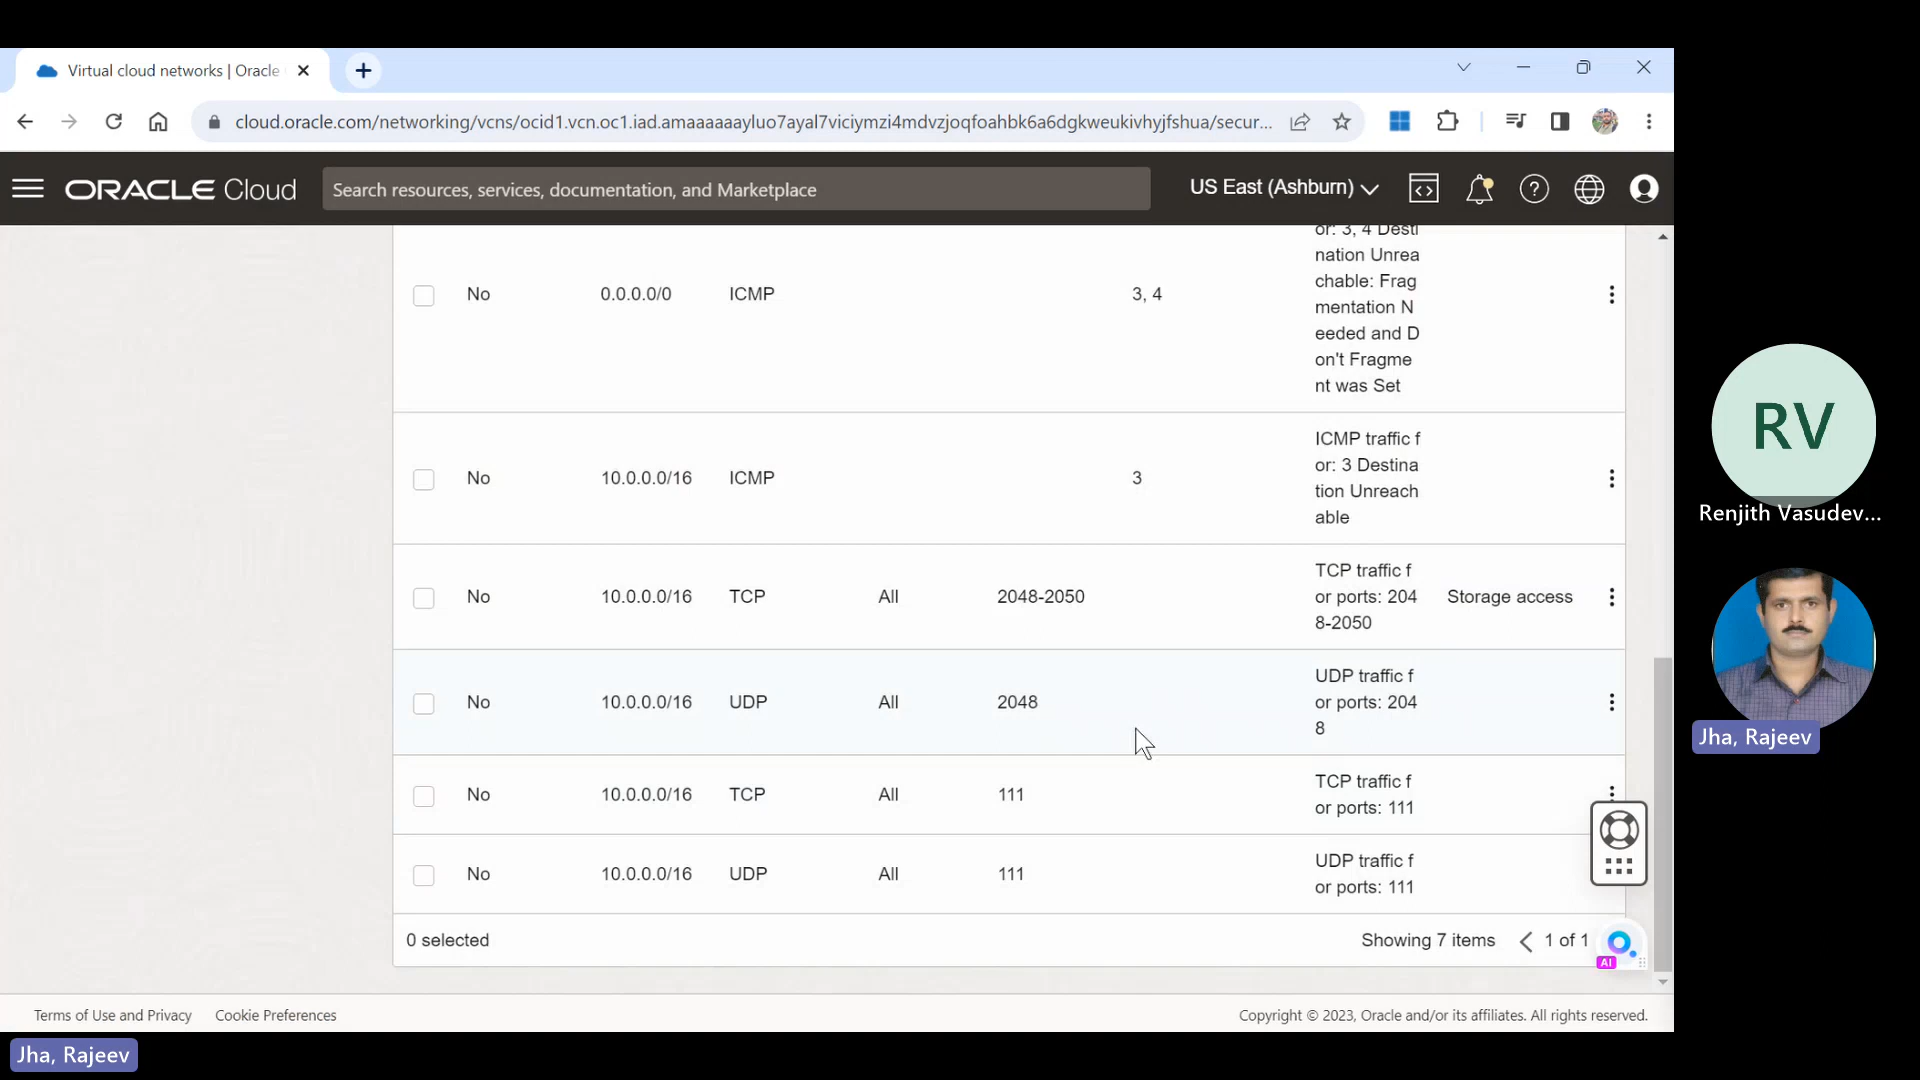 Virtual cloud networks | Oracle
cloud.oracle.com/networking/vcns/ocid1.vcn.oc1.iad.amaaaaaayluo7ayal7viciymzi4mdvzjoqfoahbk6a6dgkweukivhyjfshua/secur...
ORACLE Cloud
Search resources, services, documentation, and Marketplace
US East (Ashburn)
or: 3, 4 Desti
nation Unrea
chable: Frag
No 0.0.0.0/0 ICMP 3, 4
mentation N
eeded and D
on't Fragme
nt was Set
ICMP traffic f
or: 3 Destina
No 10.0.0.0/16 ICMP 3
tion Unreach
able
TCP traffic f
No 10.0.0.0/16 TCP All 2048-2050 or ports: 204 Storage access
8-2050
UDP traffic f
No 10.0.0.0/16 UDP All 2048 or ports: 204
8
TCP traffic f
No 10.0.0.0/16 TCP All 111
or ports: 111
UDP traffic f
No 10.0.0.0/16 UDP All 111
or ports: 111
0 selected
Showing 7 items 1 of 1
AI
Terms of Use and Privacy Cookie Preferences
Copyright © 2023, Oracle and/or its affiliates. All rights reserved.
RV
Renjith Vasudev...
Jha, Rajeev
Jha, Rajeev